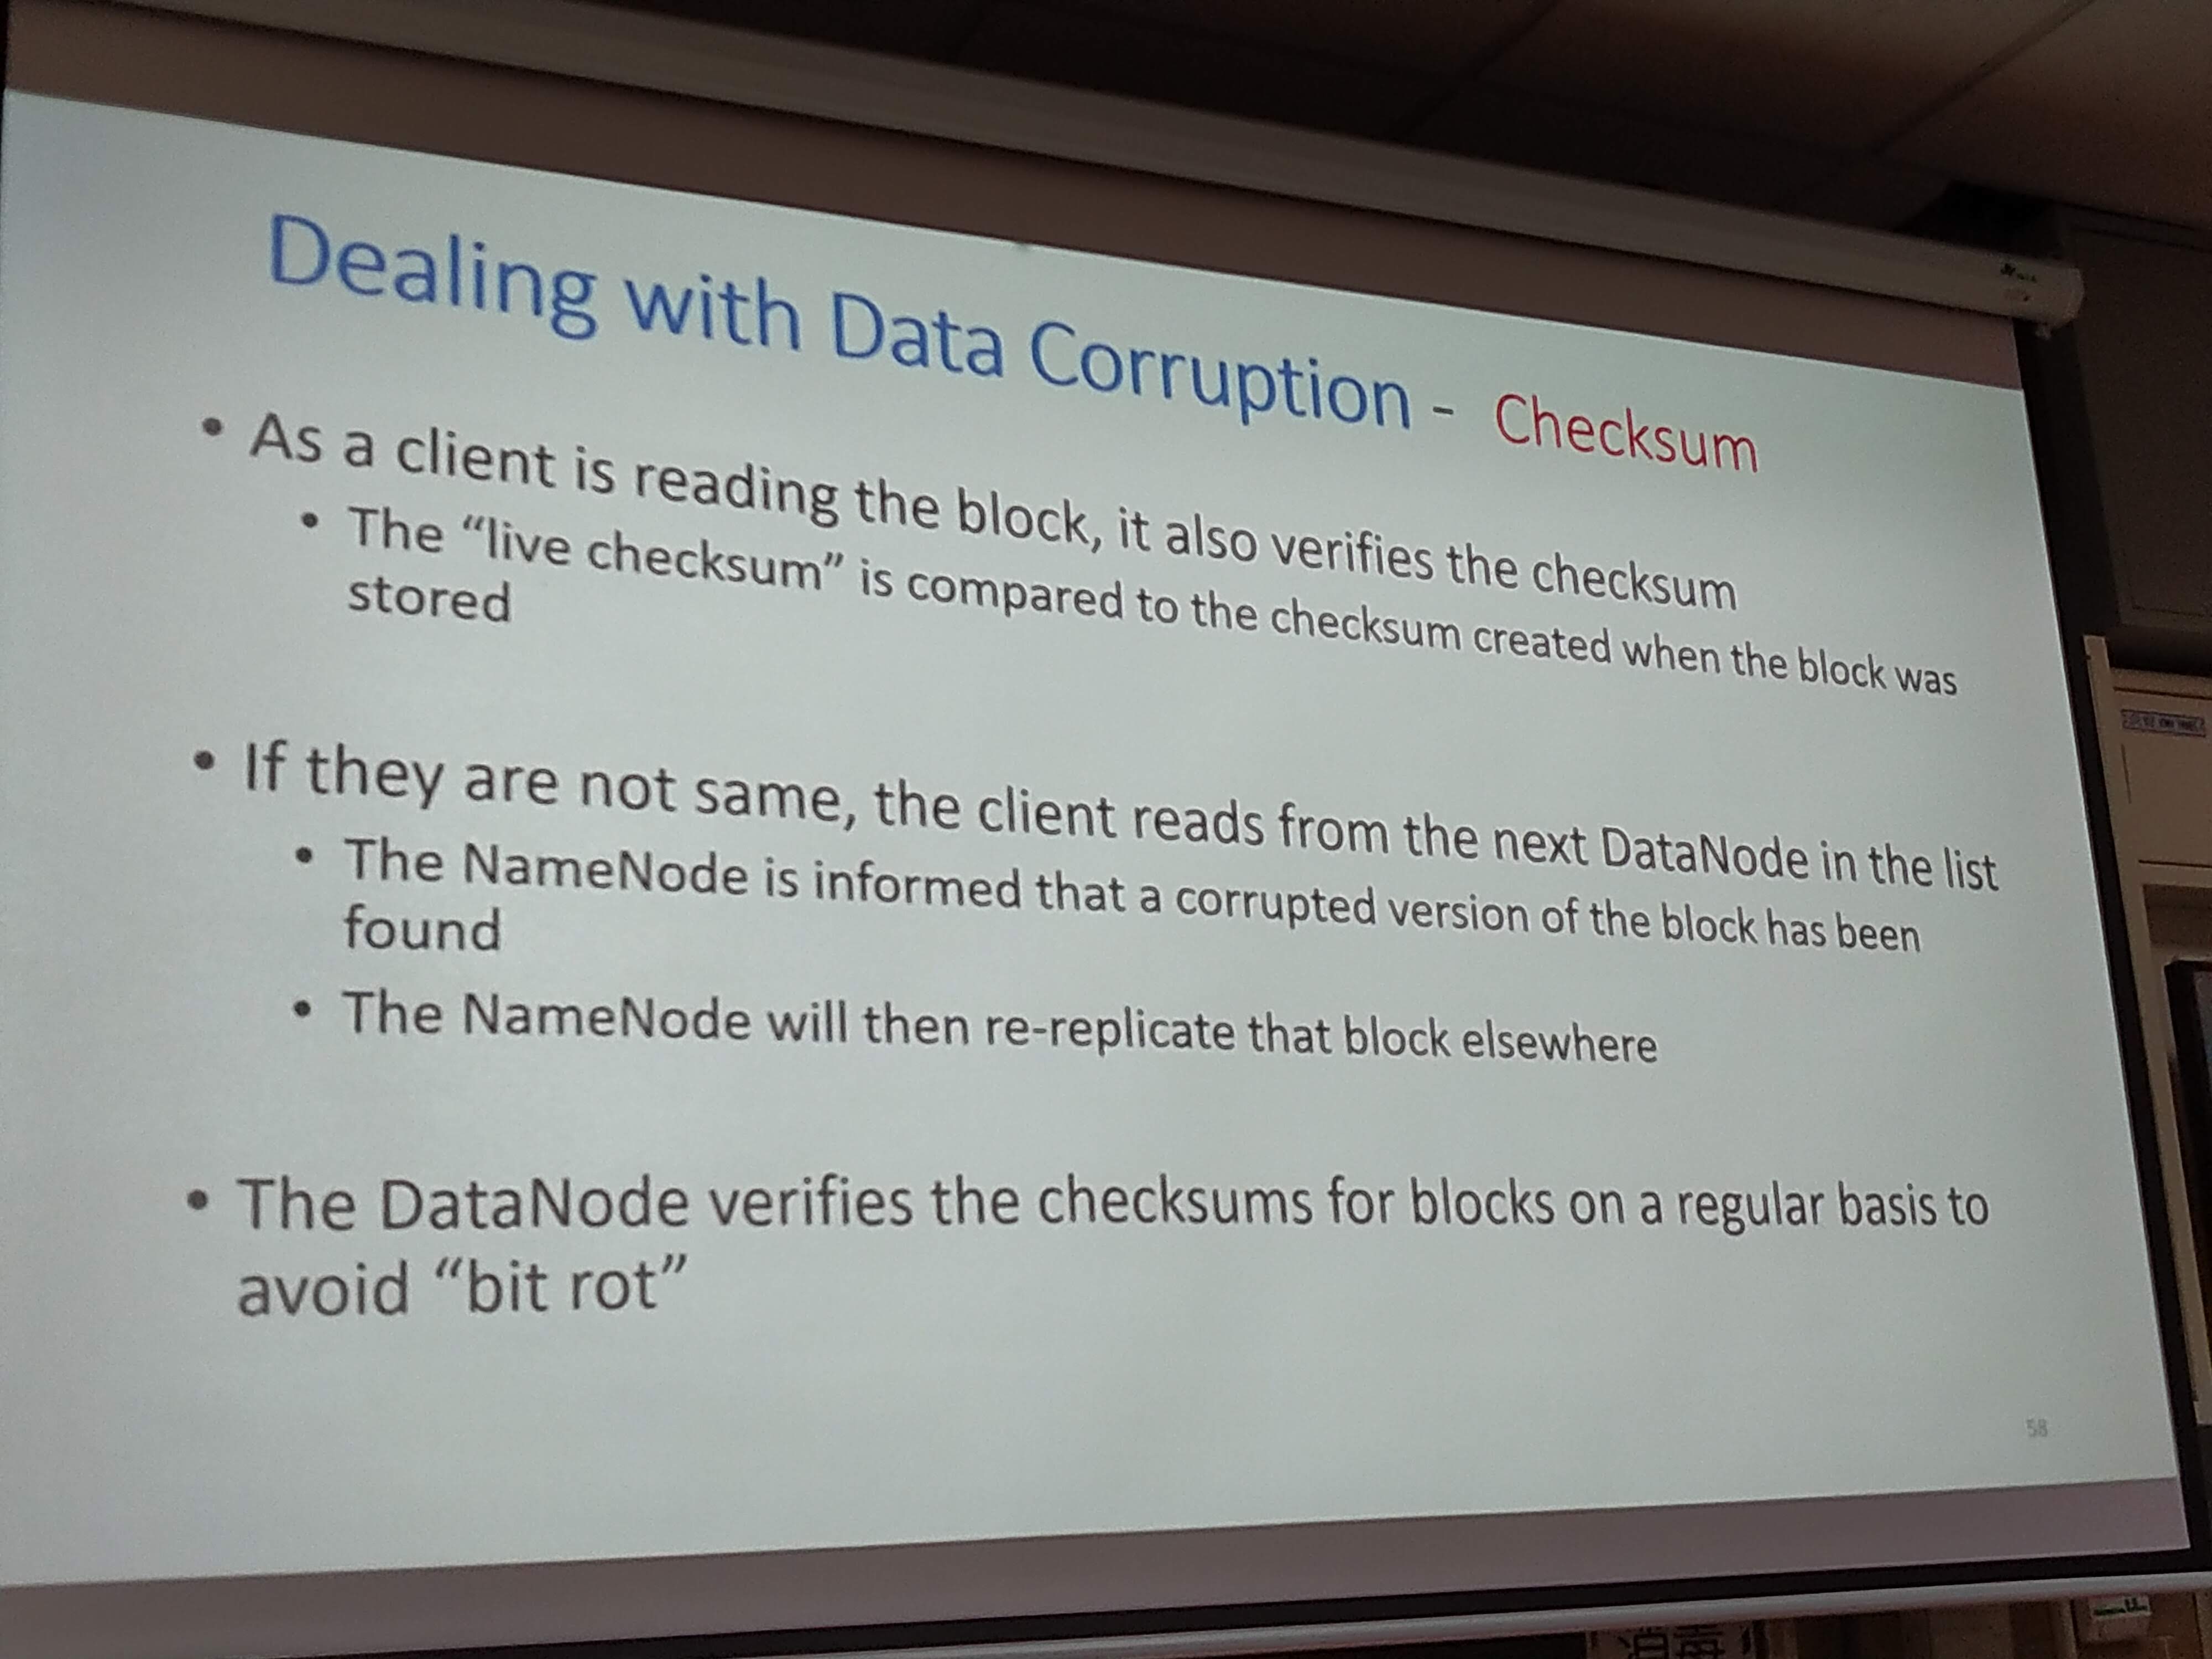 Dealing with Data Corruption - Checksum
• As a client is reading the block, it also verifies the checksum
• The “live checksum” is compared to the checksum created when the block was
stored
• If they are not same, the client reads from the next DataNode in the list
• The NameNode is informed that a corrupted version of the block has been
found
• The NameNode will then re-replicate that block elsewhere
• The DataNode verifies the checksums for blocks on a regular basis to
avoid “bit rot”
58